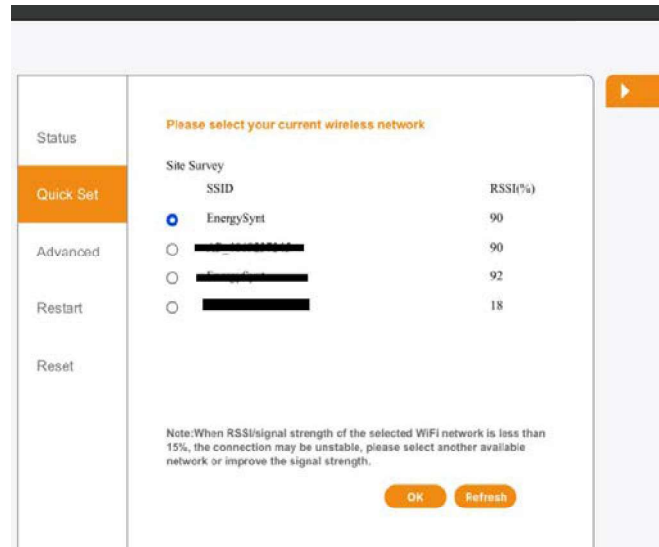 Status
Quick Set
Advanced
Restart
Reset
Please select your current wireless network
Site Survey
SSID RSSI(%)
EnergySynt 90
90
92
18
Note:When RSSI/signal strength of the selected WiFi network is less than
15%, the connection may be unstable, please select another available
network or improve the signal strength.
OK Refresh